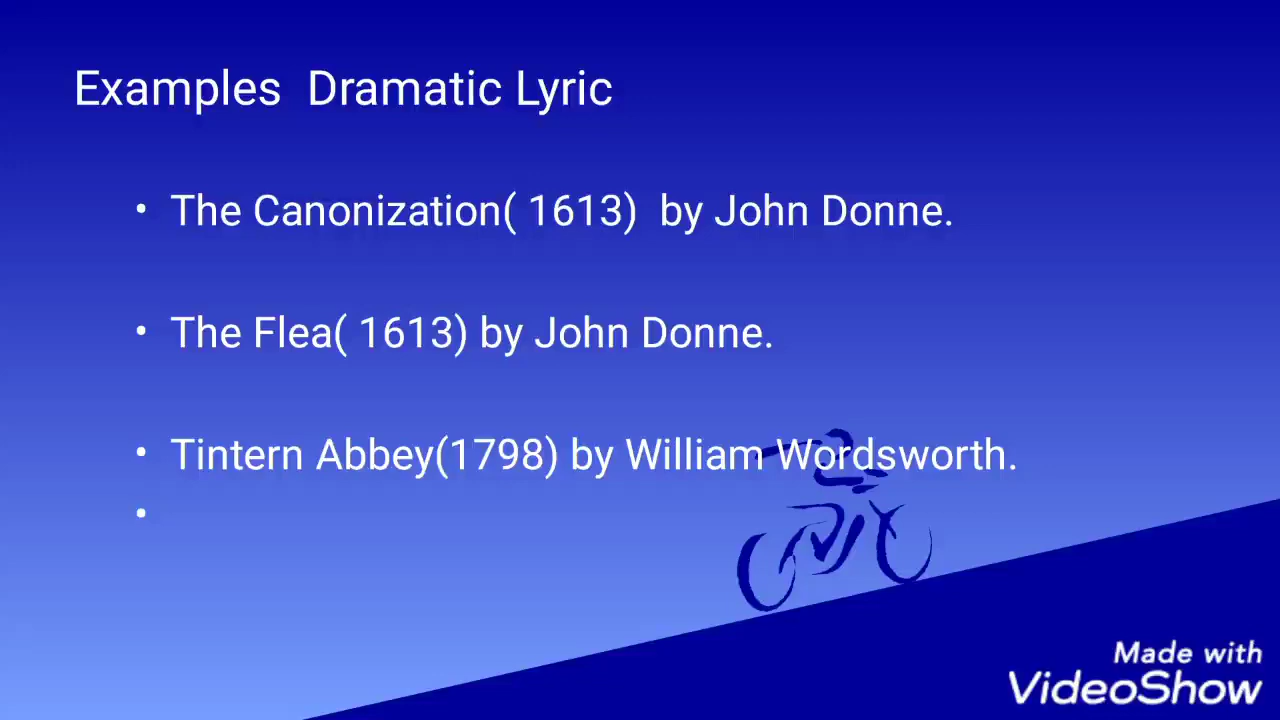 Examples  Dramatic Lyric
• The Canonization( 1613)  by John Donne.
• The Flea( 1613) by John Donne.
• Tintern Abbey(1798) by William Wordsworth.
•
Made with
VideoShow